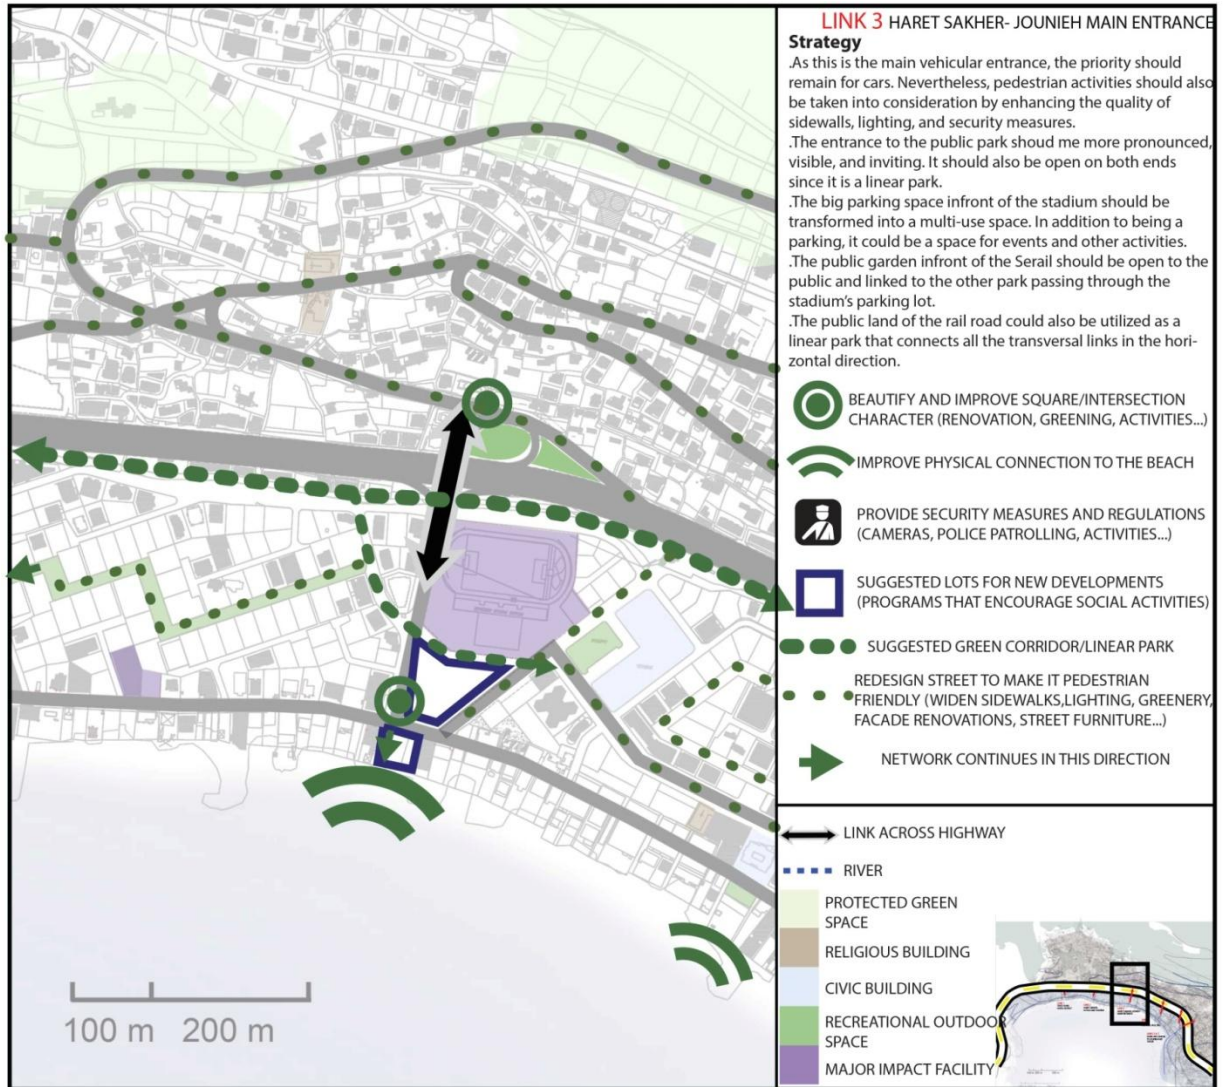 LINK 3 HARET SAKHER- JOUNIEH MAIN ENTRANCE
Strategy
.As this is the main vehicular entrance, the priority should
remain for cars. Nevertheless, pedestrian activities should also
be taken into consideration by enhancing the quality of
sidewalls, lighting, and security measures.
.The entrance to the public park shoud me more pronounced,
visible, and inviting. It should also be open on both ends
since it is a linear park.
.The big parking space infront of the stadium should be
transformed into a multi-use space. In addition to being a
parking, it could be a space for events and other activities.
.The public garden infront of the Serail should be open to the
public and linked to the other park passing through the
stadium's parking lot.
.The public land of the rail road could also be utilized as a
linear park that connects all the transversal links in the hori-
zontal direction.
BEAUTIFY AND IMPROVE SQUARE/INTERSECTION
CHARACTER (RENOVATION, GREENING, ACTIVITIES...)
IMPROVE PHYSICAL CONNECTION TO THE BEACH
PROVIDE SECURITY MEASURES AND REGULATIONS
(CAMERAS, POLICE PATROLLING, ACTIVITIES...)
SUGGESTED LOTS FOR NEW DEVELOPMENTS
(PROGRAMS THAT ENCOURAGE SOCIAL ACTIVITIES)
SUGGESTED GREEN CORRIDOR/LINEAR PARK
REDESIGN STREET TO MAKE IT PEDESTRIAN
FRIENDLY (WIDEN SIDEWALKS,LIGHTING, GREENERY,
FACADE RENOVATIONS, STREET FURNITURE...)
NETWORK CONTINUES IN THIS DIRECTION
LINK ACROSS HIGHWAY
RIVER
PROTECTED GREEN
SPACE
RELIGIOUS BUILDING
CIVIC BUILDING
RECREATIONAL OUTDOOR
SPACE
MAJOR IMPACT FACILITY
100 m 200 m